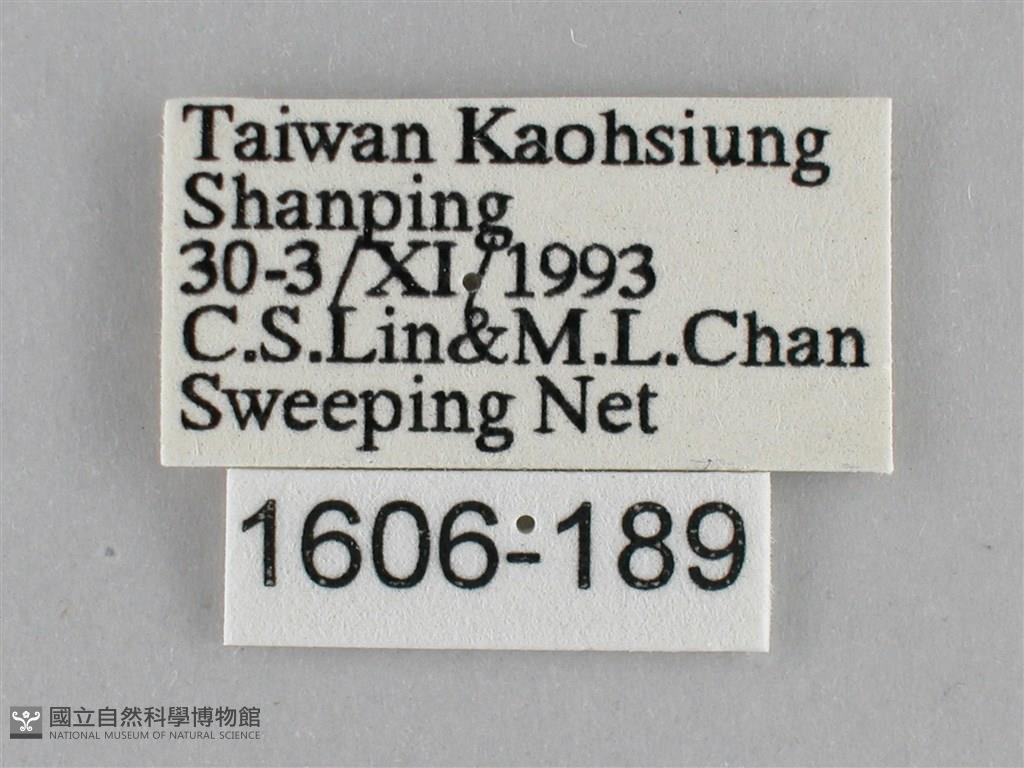 Taiwan Kaohsiung
Shanping
30-3/XI/1993
C.S.Lin&M.L.Chan
Sweeping Net
1606-189
國立自然科學博物館
NATIONAL MUSEUM OF NATURAL SCIENCE